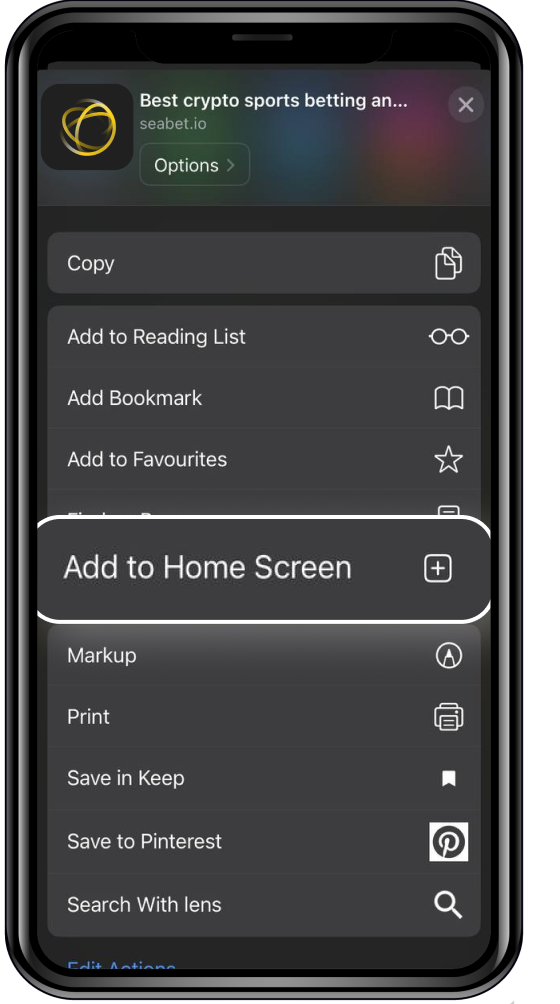 Best crypto sports betting an...
seabet.io
Options
Copy
Add to Reading List
Add Bookmark
Add to Favourites
Add to Home Screen
Markup
Print
Save in Keep
Save to Pinterest
Search With lens
Edit Actions